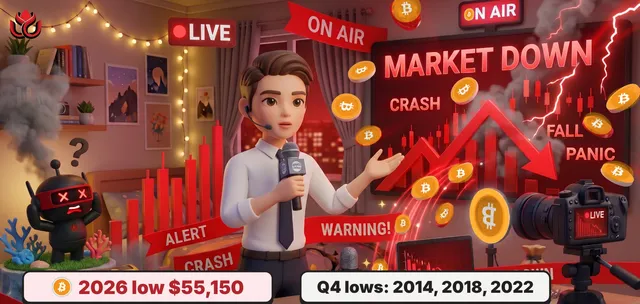 LIVE
ON AIR
ON AIR
MARKET DOWN
CRASH
FALL
PANIC
?
LIVE
WARNING!
ALERT
CRASH
2026 low $55,150
Q4 lows: 2014, 2018, 2022